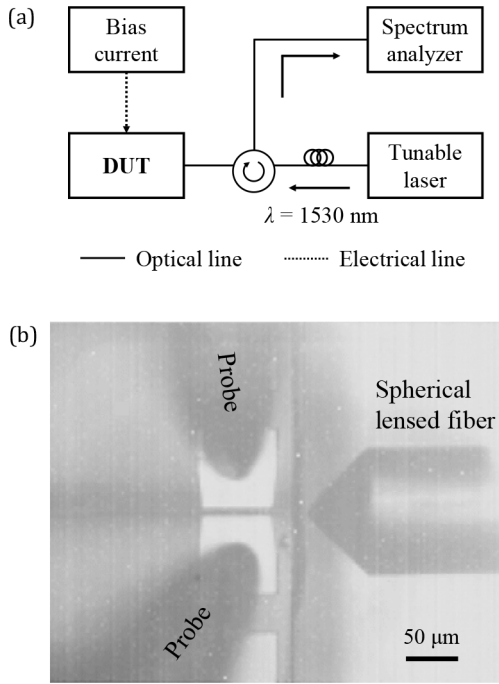 (a)
Bias
current
Spectrum
analyzer
DUT
Tunable
laser
λ = 1530 nm
Optical line
Electrical line
(b)
Probe
Spherical
lensed fiber
Probe
50 μm